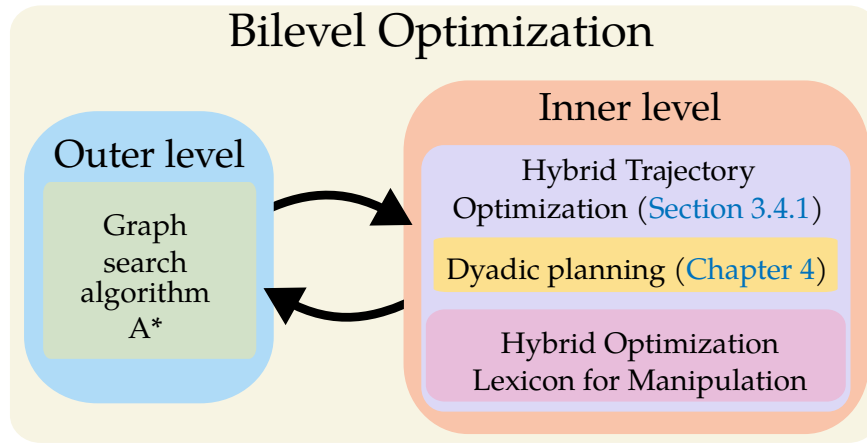 Bilevel Optimization
Outer level
Graph
search
algorithm
A*
Inner level
Hybrid Trajectory
Optimization (Section 3.4.1)
Dyadic planning (Chapter 4)
Hybrid Optimization
Lexicon for Manipulation